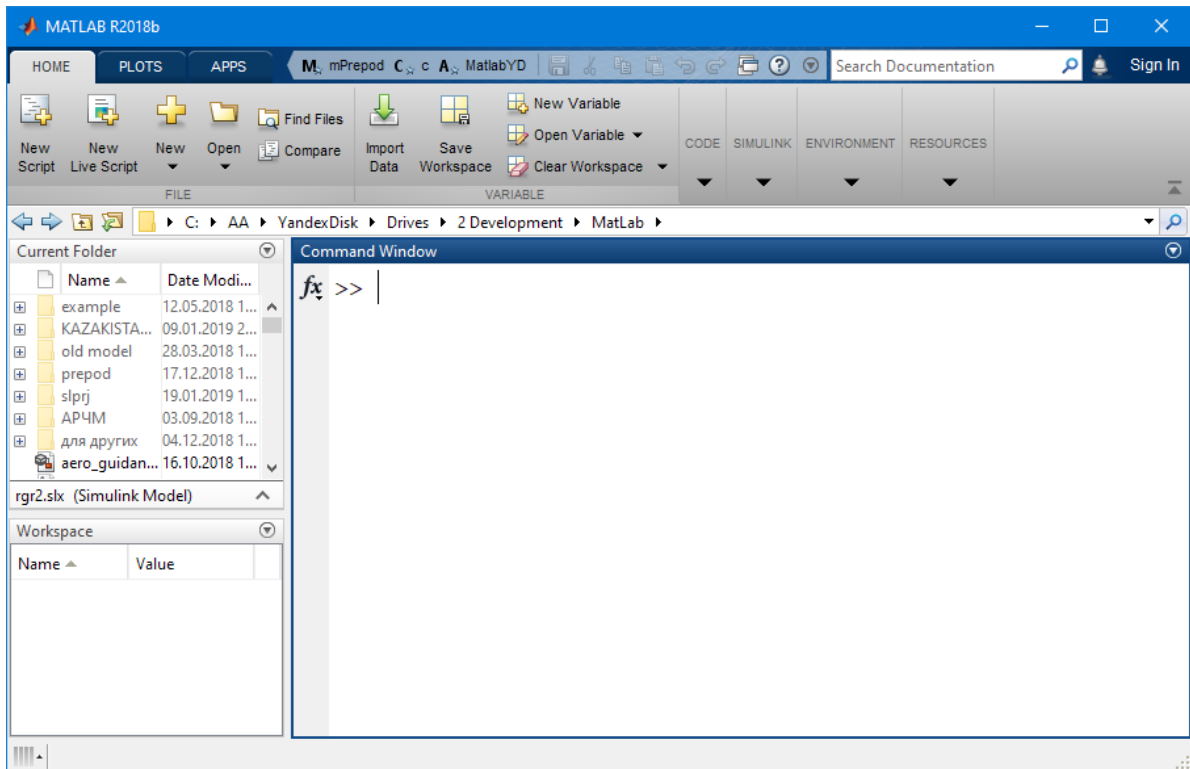 MATLAB R2018b
HOME PLOTS APPS mPrepod c MatlabYD Search Documentation Sign In
New Script
New Live Script
New
Open
Find Files
Compare
Import Data
Save Workspace
New Variable
Open Variable
Clear Workspace
CODE SIMULINK ENVIRONMENT RESOURCES
FILE VARIABLE
C: AA YandexDisk Drives 2 Development MatLab
Current Folder
Name Date Modi...
example 12.05.2018 1...
KAZAKISTA... 09.01.2019 2...
old model 28.03.2018 1...
prepod 17.12.2018 1...
slprj 19.01.2019 1...
АРЧМ 03.09.2018 1...
для других 04.12.2018 1...
aero_guidan... 16.10.2018 1...
rgr2.slx (Simulink Model)
Workspace
Name Value
Command Window
fx >>